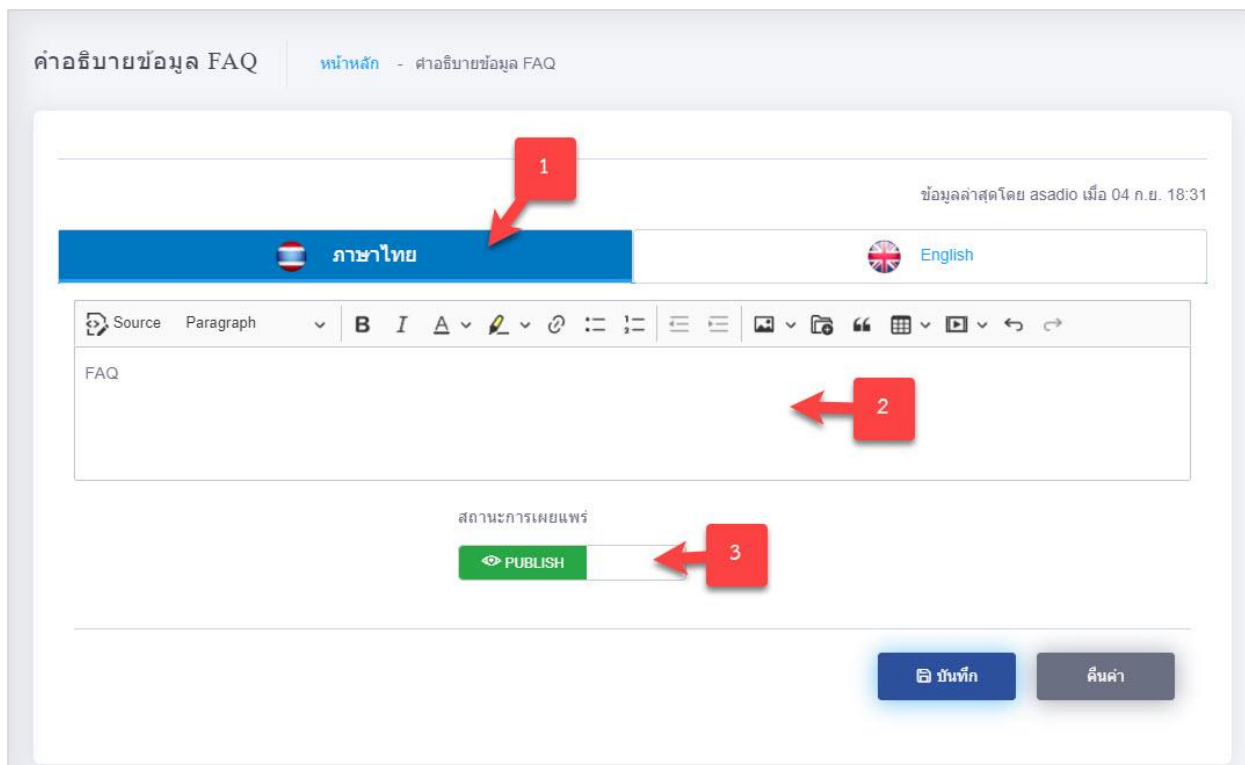 คำอธิบายข้อมูล FAQ
หน้าหลัก - คำอธิบายข้อมูล FAQ
1
ข้อมูลล่าสุดโดย asadio เมื่อ 04 ก.ย. 18:31
ภาษาไทย English
Source Paragraph B I A
FAQ
2
สถานะการเผยแพร่
PUBLISH
3
บันทึก คืนค่า